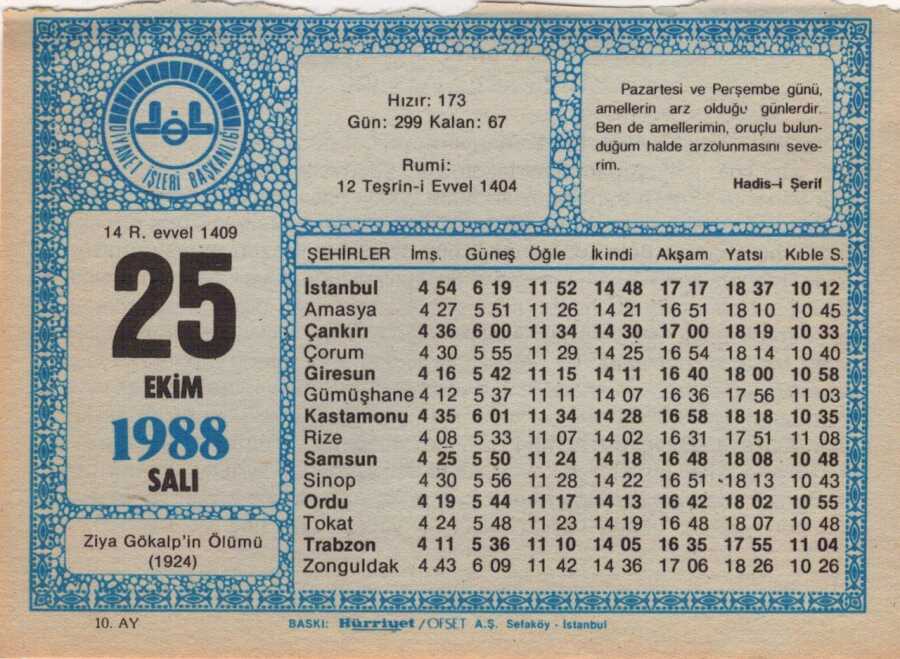 DİYANET İŞLERİ BAŞKANLIĞI
Hızır: 173
Gün: 299 Kalan: 67
Rumi:
12 Teşrin-i Evvel 1404
Pazartesi ve Perşembe günü,
amellerin arz olduğu günlerdir.
Ben de amellerimin, oruçlu bulun-
duğum halde arzolunmasını seve-
rim.
Hadis-i Şerif
14 R. evvel 1409
25
EKİM
1988
SALI
Ziya Gökalp'in Ölümü
(1924)
ŞEHİRLER İms. Güneş Öğle İkindi Akşam Yatsı Kıble S.
İstanbul 4 54 6 19 11 52 14 48 17 17 18 37 10 12
Amasya 4 27 5 51 11 26 14 21 16 51 18 10 10 45
Çankırı 4 36 6 00 11 34 14 30 17 00 18 19 10 33
Çorum 4 30 5 55 11 29 14 25 16 54 18 14 10 40
Giresun 4 16 5 42 11 15 14 11 16 40 18 00 10 58
Gümüşhane 4 12 5 37 11 11 14 07 16 36 17 56 11 03
Kastamonu 4 35 6 01 11 34 14 28 16 58 18 18 10 35
Rize 4 08 5 33 11 07 14 02 16 31 17 51 11 08
Samsun 4 25 5 50 11 24 14 18 16 48 18 08 10 48
Sinop 4 30 5 56 11 28 14 22 16 51 18 13 10 43
Ordu 4 19 5 44 11 17 14 13 16 42 18 02 10 55
Tokat 4 24 5 48 11 23 14 19 16 48 18 07 10 48
Trabzon 4 11 5 36 11 10 14 05 16 35 17 55 11 04
Zonguldak 4.43 6 09 11 42 14 36 17 06 18 26 10 26
10. AY
BASKI: Hürriyet / OFSET A.Ş. Sefaköy - İstanbul